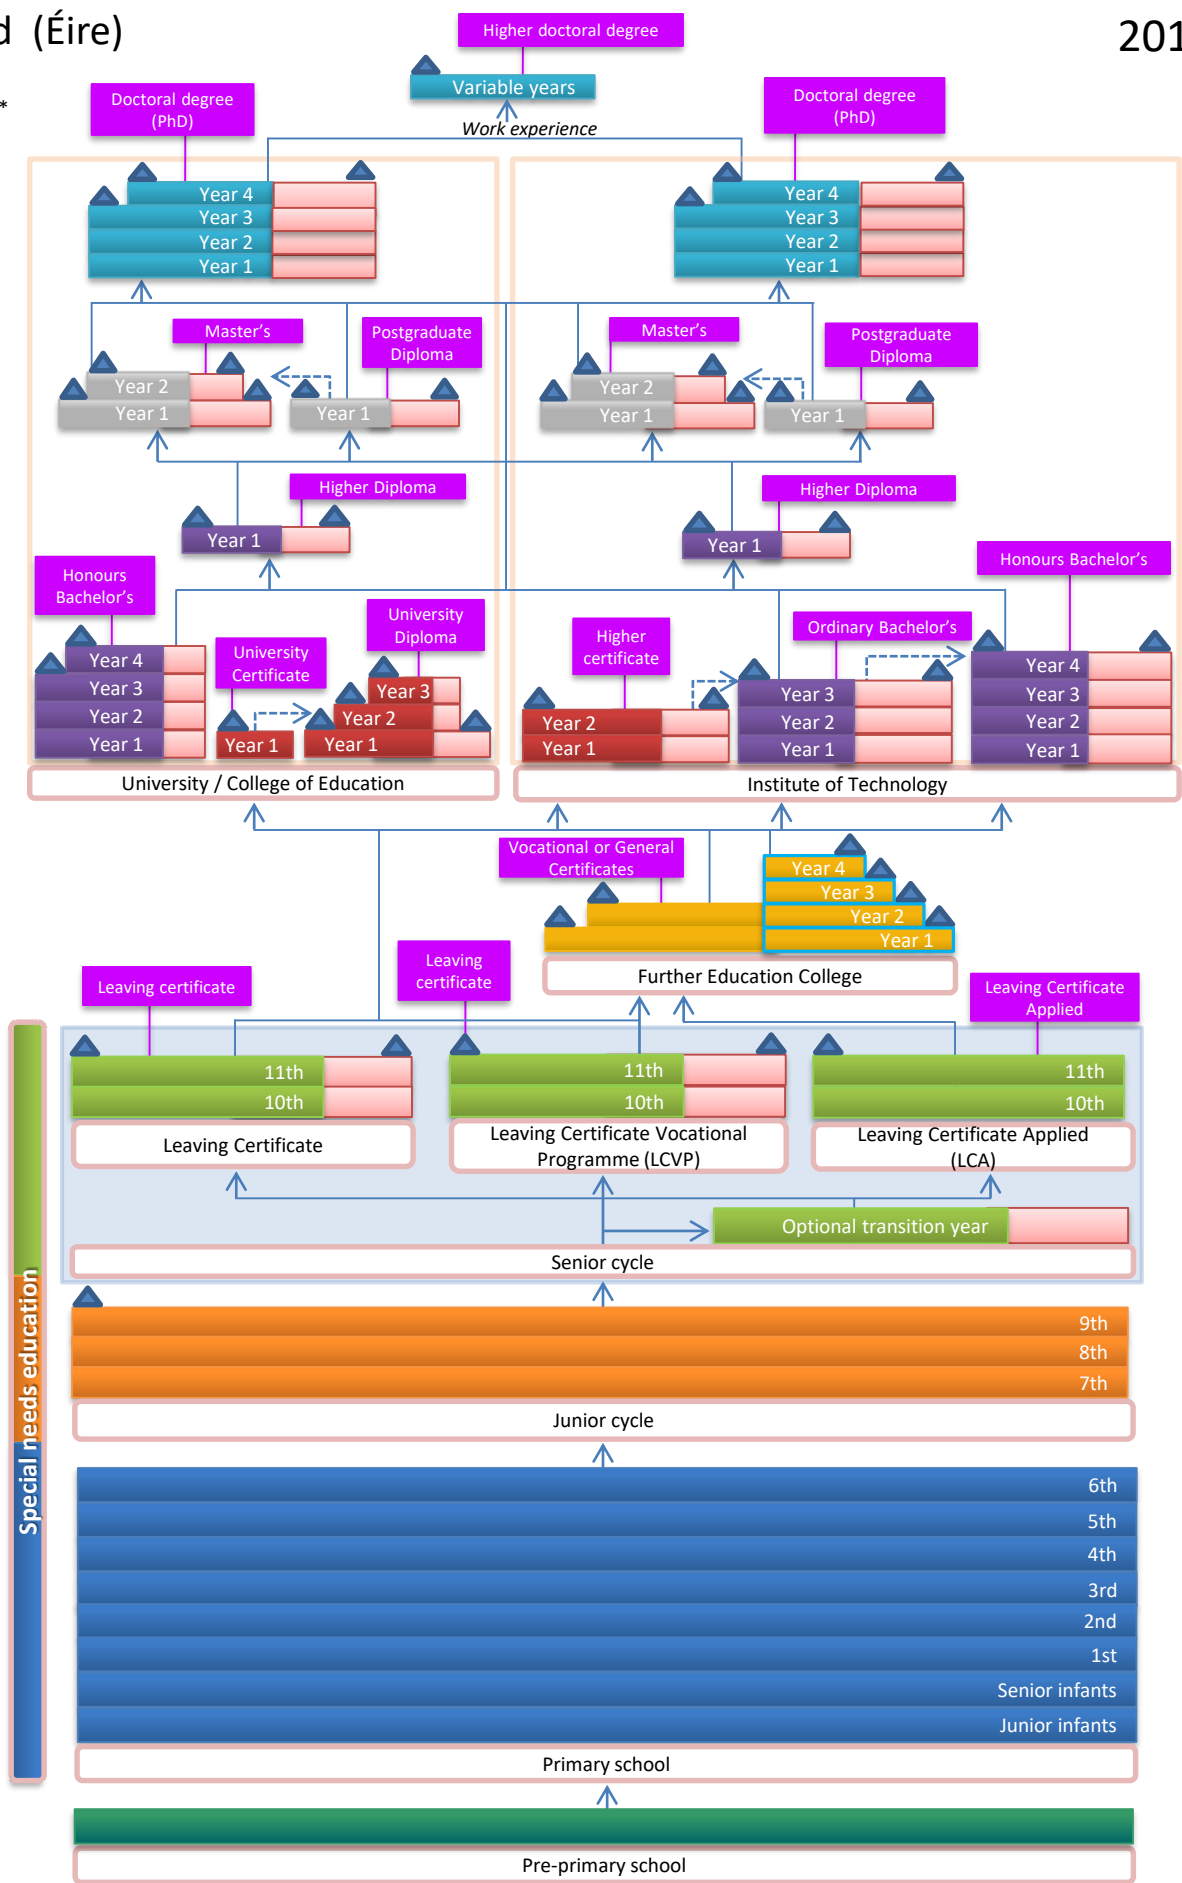 d (Éire)
201
*
Higher doctoral degree
Variable years
Work experience
Doctoral degree
(PhD)
Doctoral degree
(PhD)
Year 4
Year 3
Year 2
Year 1
Year 4
Year 3
Year 2
Year 1
Master's
Postgraduate
Diploma
Year 2
Year 1
Year 1
Master's
Postgraduate
Diploma
Year 2
Year 1
Year 1
Higher Diploma
Year 1
Higher Diploma
Year 1
Honours
Bachelor's
Year 4
Year 3
Year 2
Year 1
University
Certificate
Year 1
University
Diploma
Year 3
Year 2
Year 1
Higher
certificate
Year 2
Year 1
Ordinary Bachelor's
Year 3
Year 2
Year 1
Honours Bachelor's
Year 4
Year 3
Year 2
Year 1
University / College of Education
Institute of Technology
Vocational or General
Certificates
Year 4
Year 3
Year 2
Year 1
Further Education College
Leaving certificate
Leaving
certificate
Leaving Certificate
Applied
11th
10th
Leaving Certificate
11th
10th
Leaving Certificate Vocational
Programme (LCVP)
11th
10th
Leaving Certificate Applied
(LCA)
Optional transition year
Senior cycle
Special needs education
9th
8th
7th
Junior cycle
6th
5th
4th
3rd
2nd
1st
Senior infants
Junior infants
Primary school
Pre-primary school